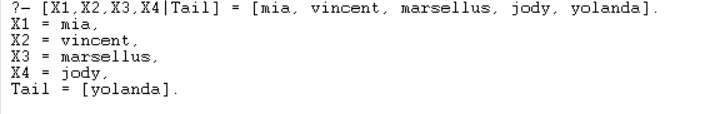 ?- [X1,X2,X3,X4|Tail] = [mia, vincent, marsellus, jody, yolanda].
X1 = mia,
X2 = vincent,
X3 = marsellus,
X4 = jody,
Tail = [yolanda].